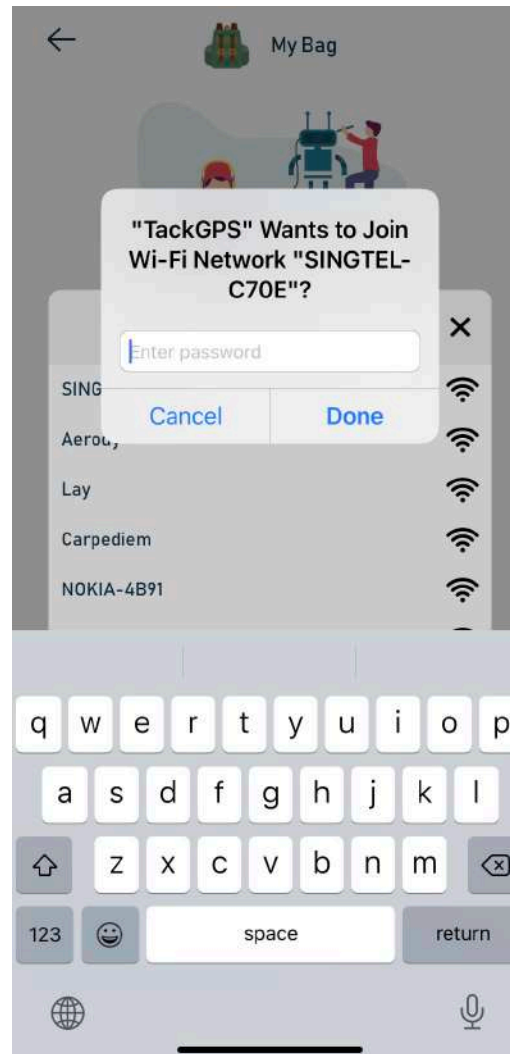 My Bag
"TackGPS" Wants to Join
Wi-Fi Network "SINGTEL-
C70E"?
Enter password
SING
Cancel
Done
Lay
Carpediem
NOKIA-4B91
q w e r t y u i o p
a s d f g h j k l
z x c v b n m
123
space
return